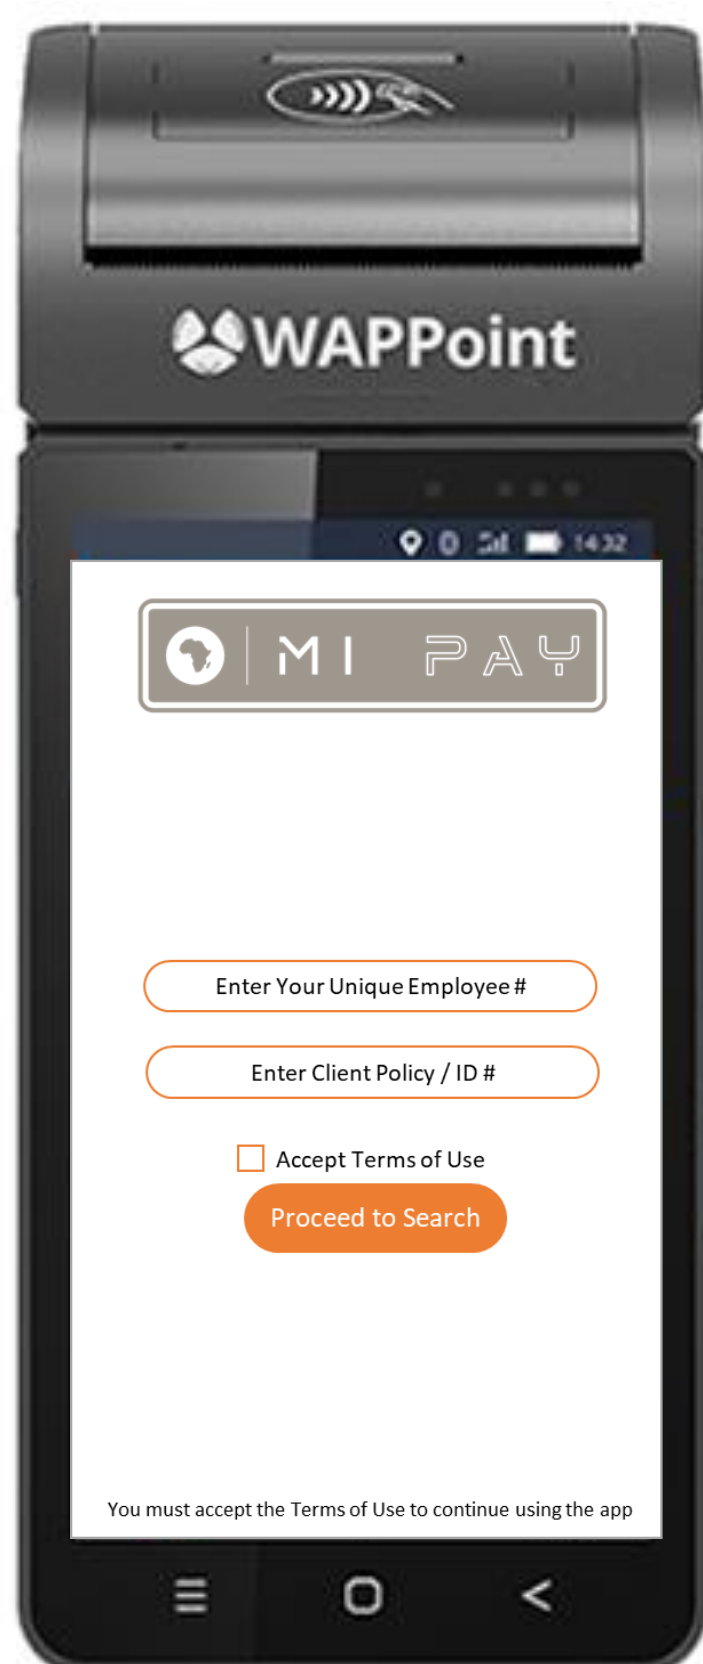 WAPPoint
14:32
MI PAY
Enter Your Unique Employee #
Enter Client Policy / ID #
Accept Terms of Use
Proceed to Search
You must accept the Terms of Use to continue using the app